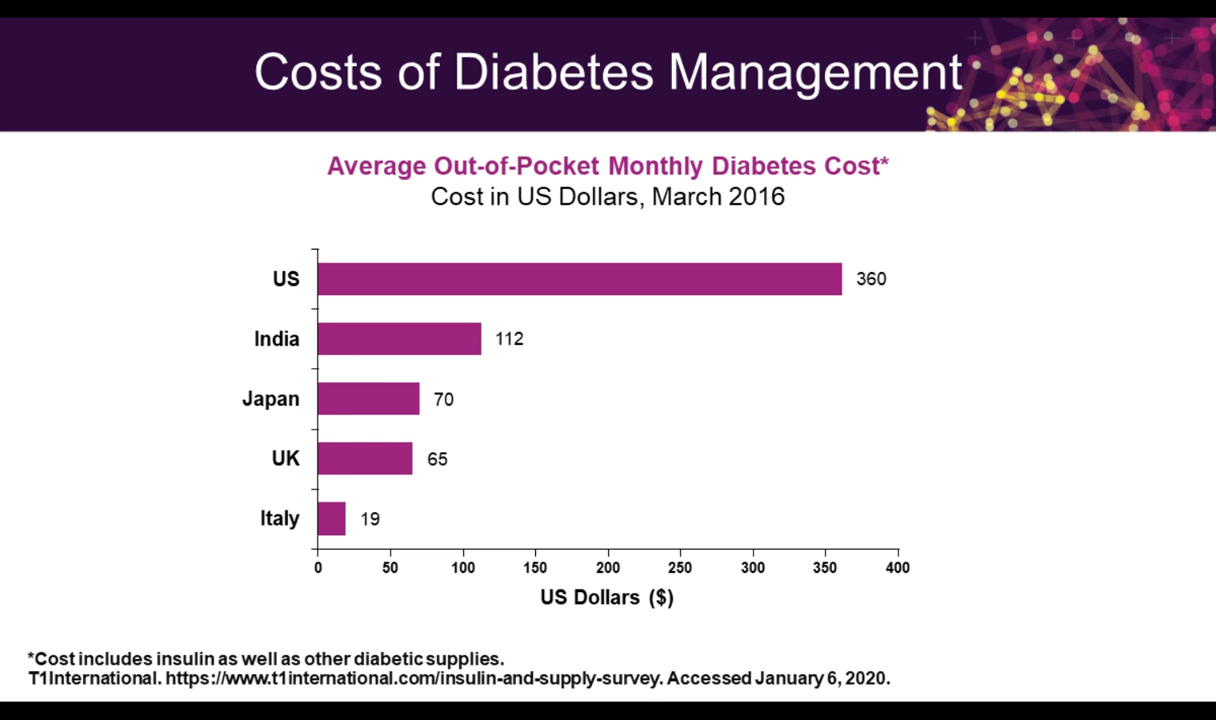 Costs of Diabetes Management
Average Out-of-Pocket Monthly Diabetes Cost*
Cost in US Dollars, March 2016
US 360
India 112
Japan 70
UK 65
Italy 19
0 50 100 150 200 250 300 350 400
US Dollars ($)
*Cost includes insulin as well as other diabetic supplies.
T1International. https://www.t1international.com/insulin-and-supply-survey. Accessed January 6, 2020.